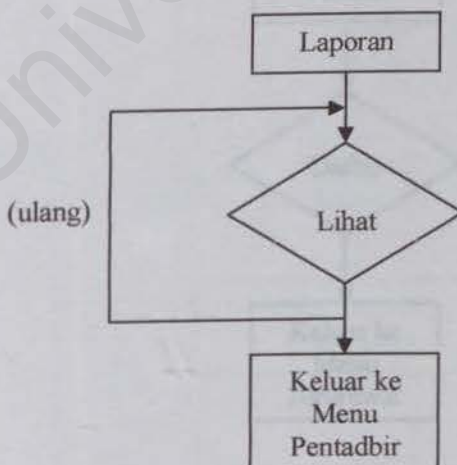 Laporan
(ulang)
Lihat
Keluar ke
Menu
Pentadbir